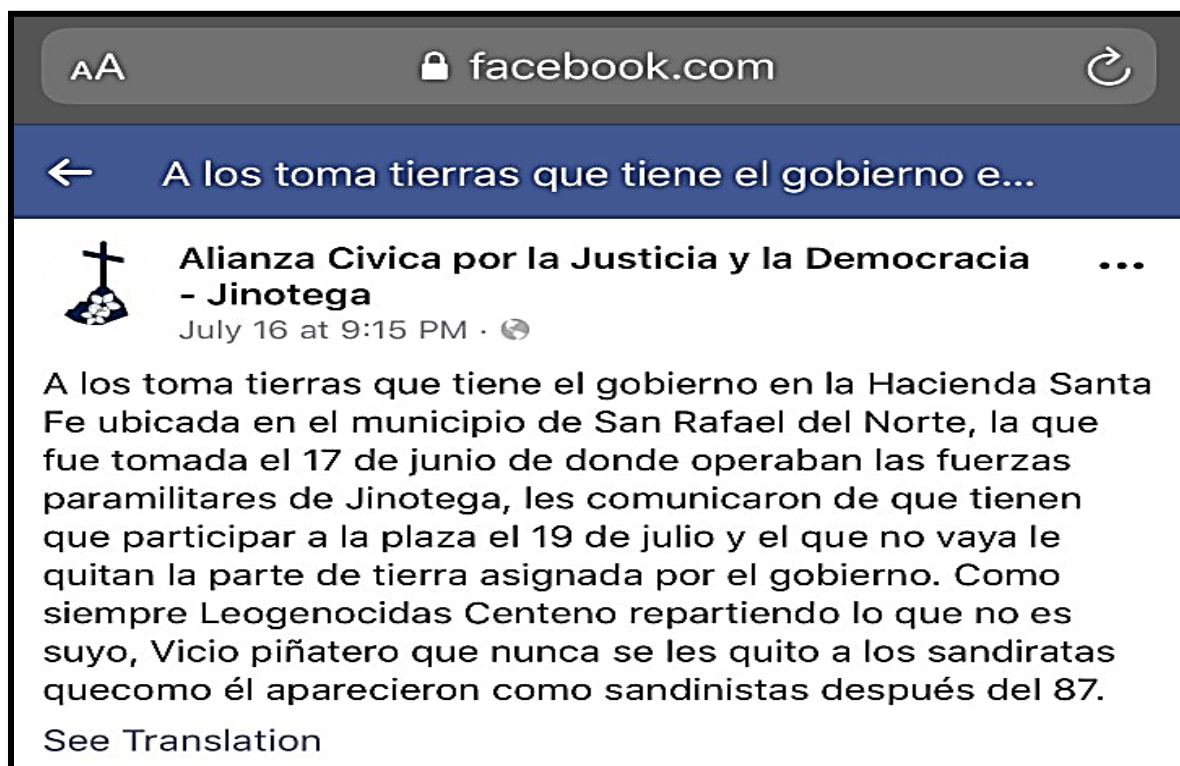 AA facebook.com
A los toma tierras que tiene el gobierno e...
Alianza Civica por la Justicia y la Democracia ...
- Jinotega
July 16 at 9:15 PM ·
A los toma tierras que tiene el gobierno en la Hacienda Santa
Fe ubicada en el municipio de San Rafael del Norte, la que
fue tomada el 17 de junio de donde operaban las fuerzas
paramilitares de Jinotega, les comunicaron de que tienen
que participar a la plaza el 19 de julio y el que no vaya le
quitan la parte de tierra asignada por el gobierno. Como
siempre Leogenocidas Centeno repartiendo lo que no es
suyo, Vicio piñatero que nunca se les quito a los sandiratas
quecomo él aparecieron como sandinistas después del 87.
See Translation